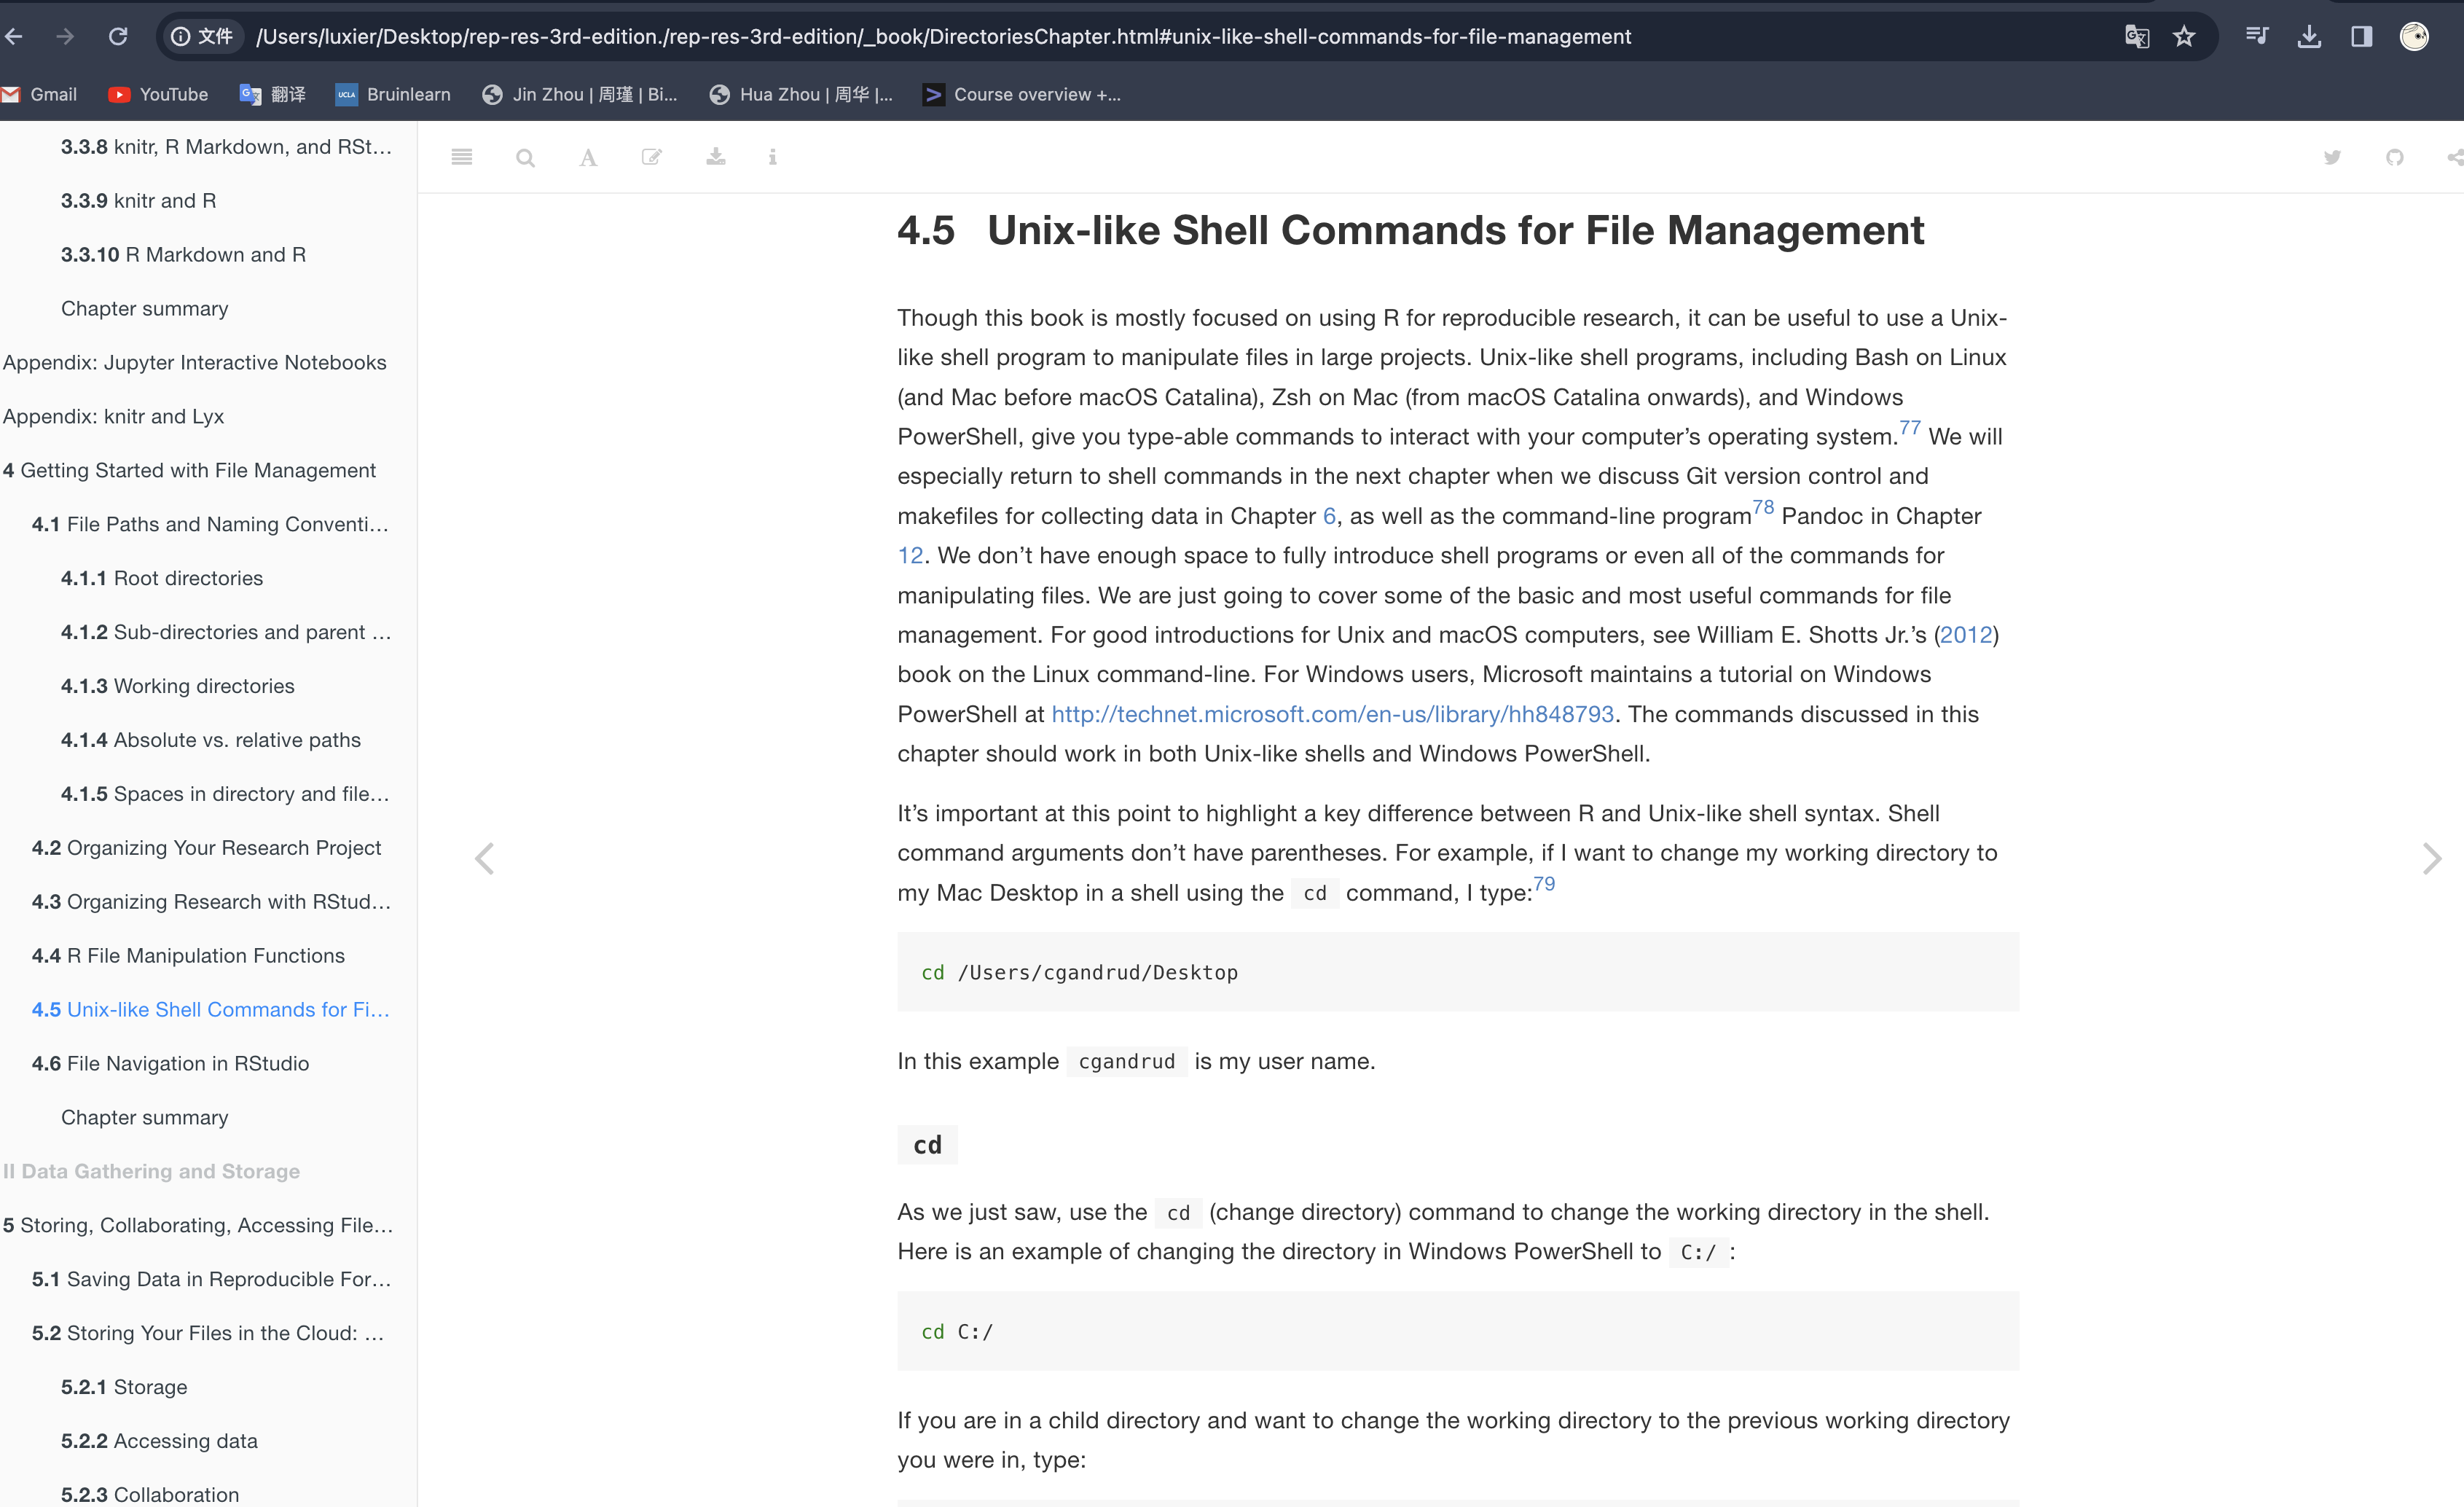 文件 /Users/luxier/Desktop/rep-res-3rd-edition./rep-res-3rd-edition/_book/DirectoriesChapter.html#unix-like-shell-commands-for-file-management
Gmail YouTube 翻译 UCLA Bruinlearn Jin Zhou | 周瑾 | Bi... Hua Zhou | 周华 |... Course overview +...
3.3.8 knitr, R Markdown, and RSt…
3.3.9 knitr and R
3.3.10 R Markdown and R
Chapter summary
Appendix: Jupyter Interactive Notebooks
Appendix: knitr and Lyx
4 Getting Started with File Management
4.1 File Paths and Naming Conventi…
4.1.1 Root directories
4.1.2 Sub-directories and parent …
4.1.3 Working directories
4.1.4 Absolute vs. relative paths
4.1.5 Spaces in directory and file…
4.2 Organizing Your Research Project
4.3 Organizing Research with RStud…
4.4 R File Manipulation Functions
4.5 Unix-like Shell Commands for Fi…
4.6 File Navigation in RStudio
Chapter summary
II Data Gathering and Storage
5 Storing, Collaborating, Accessing File…
5.1 Saving Data in Reproducible For…
5.2 Storing Your Files in the Cloud: …
5.2.1 Storage
5.2.2 Accessing data
5.2.3 Collaboration
4.5 Unix-like Shell Commands for File Management
Though this book is mostly focused on using R for reproducible research, it can be useful to use a Unix-
like shell program to manipulate files in large projects. Unix-like shell programs, including Bash on Linux
(and Mac before macOS Catalina), Zsh on Mac (from macOS Catalina onwards), and Windows
PowerShell, give you type-able commands to interact with your computer’s operating system.77 We will
especially return to shell commands in the next chapter when we discuss Git version control and
makefiles for collecting data in Chapter 6, as well as the command-line program78 Pandoc in Chapter
12. We don’t have enough space to fully introduce shell programs or even all of the commands for
manipulating files. We are just going to cover some of the basic and most useful commands for file
management. For good introductions for Unix and macOS computers, see William E. Shotts Jr.’s (2012)
book on the Linux command-line. For Windows users, Microsoft maintains a tutorial on Windows
PowerShell at http://technet.microsoft.com/en-us/library/hh848793. The commands discussed in this
chapter should work in both Unix-like shells and Windows PowerShell.
It’s important at this point to highlight a key difference between R and Unix-like shell syntax. Shell
command arguments don’t have parentheses. For example, if I want to change my working directory to
my Mac Desktop in a shell using the cd command, I type:79
cd /Users/cgandrud/Desktop
In this example cgandrud is my user name.
cd
As we just saw, use the cd (change directory) command to change the working directory in the shell.
Here is an example of changing the directory in Windows PowerShell to C:/ :
cd C:/
If you are in a child directory and want to change the working directory to the previous working directory
you were in, type: